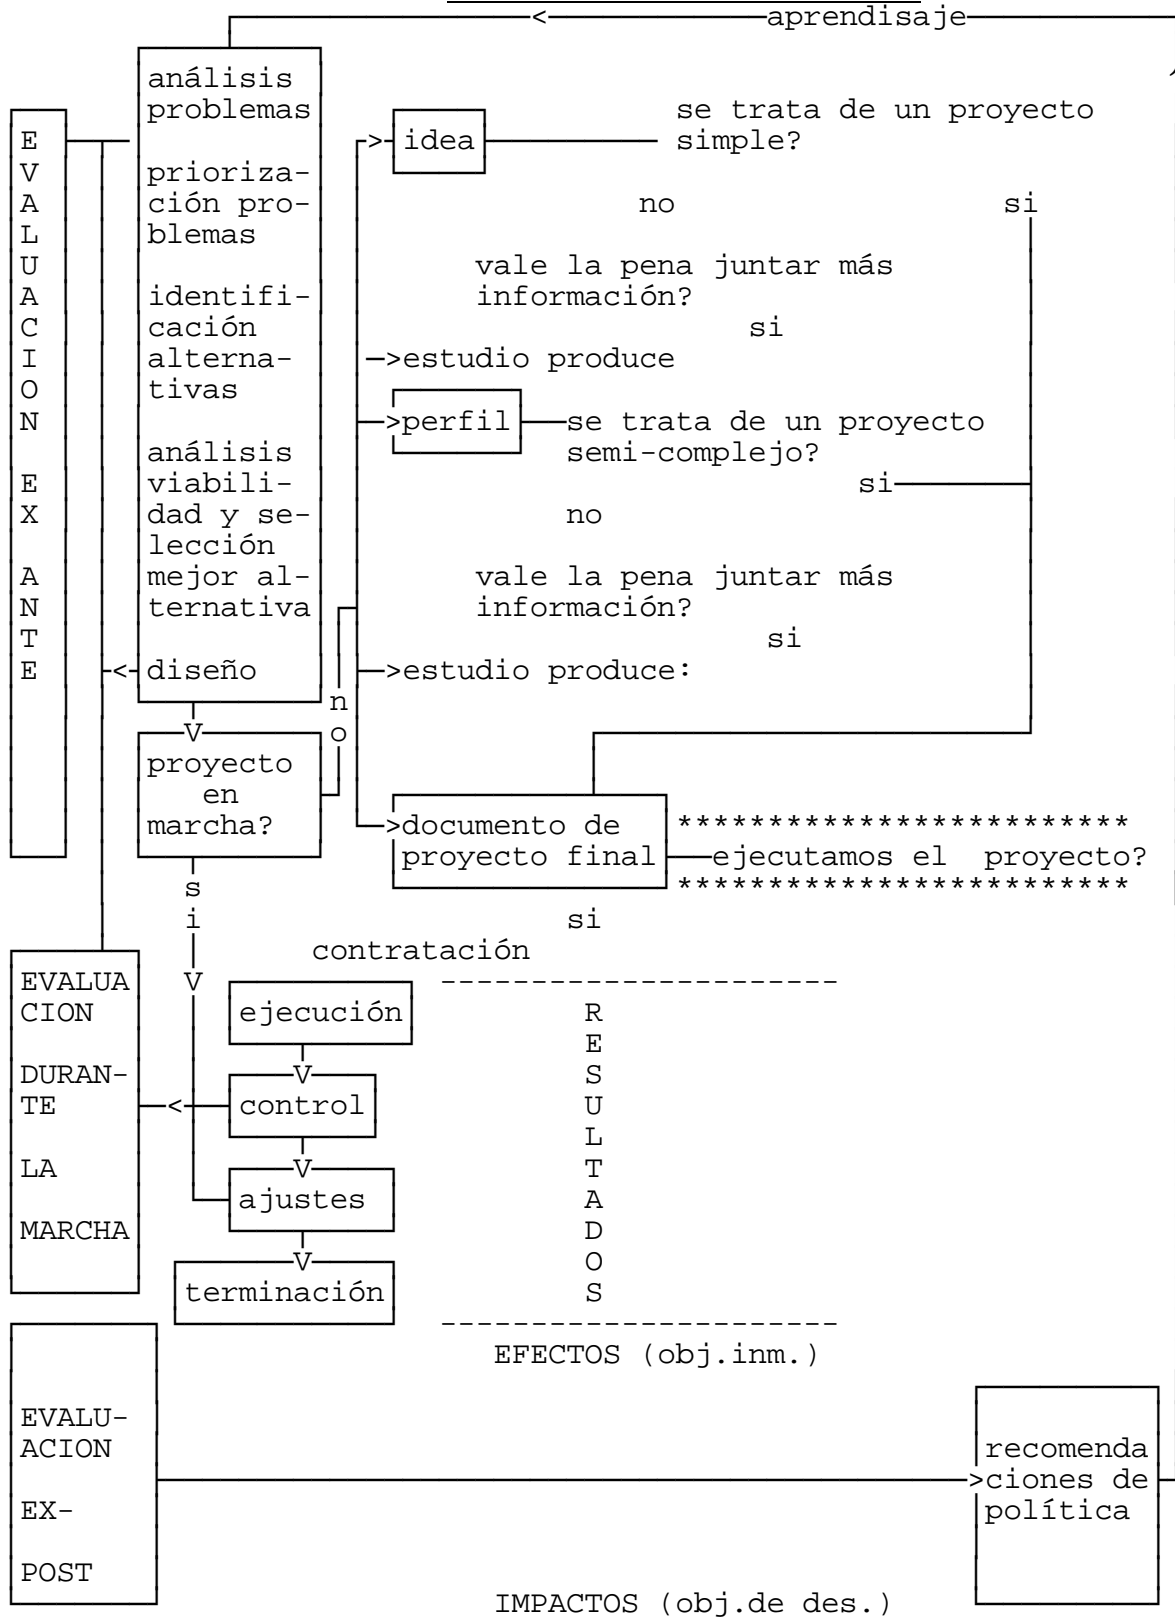 aprendisaje
análisis
problemas
prioriza-
ción pro-
blemas
identifi-
cación
alterna-
tivas
análisis
viabili-
dad y se-
lección
mejor al-
ternativa
diseño
E
V
A
L
U
A
C
I
O
N
E
X
A
N
T
E
idea
se trata de un proyecto
simple?
no
si
vale la pena juntar más
información?
si
estudio produce
perfil
se trata de un proyecto
semi-complejo?
si
no
vale la pena juntar más
información?
si
estudio produce:
n
o
proyecto
en
marcha?
documento de
proyecto final
*************************
ejecutamos el proyecto?
*************************
s
i
si
contratación
EVALUA
CION
DURAN-
TE
LA
MARCHA
ejecución
control
ajustes
terminación
R
E
S
U
L
T
A
D
O
S
EFECTOS (obj.inm.)
EVALU-
ACION
EX-
POST
recomenda
ciones de
política
IMPACTOS (obj.de des.)